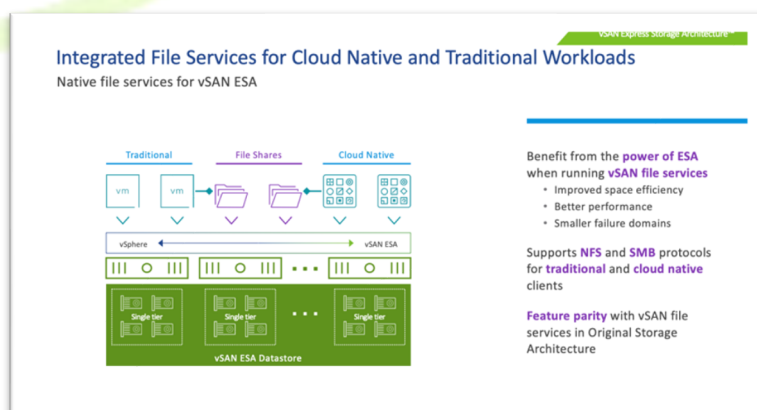 vSAN Express Storage Architecture™
Integrated File Services for Cloud Native and Traditional Workloads
Native file services for vSAN ESA
Traditional
File Shares
Cloud Native
vm
vm
vSphere
vSAN ESA
Single tier
Single tier
Single tier
vSAN ESA Datastore
Benefit from the power of ESA
when running vSAN file services
• Improved space efficiency
• Better performance
• Smaller failure domains
Supports NFS and SMB protocols
for traditional and cloud native
clients
Feature parity with vSAN file
services in Original Storage
Architecture